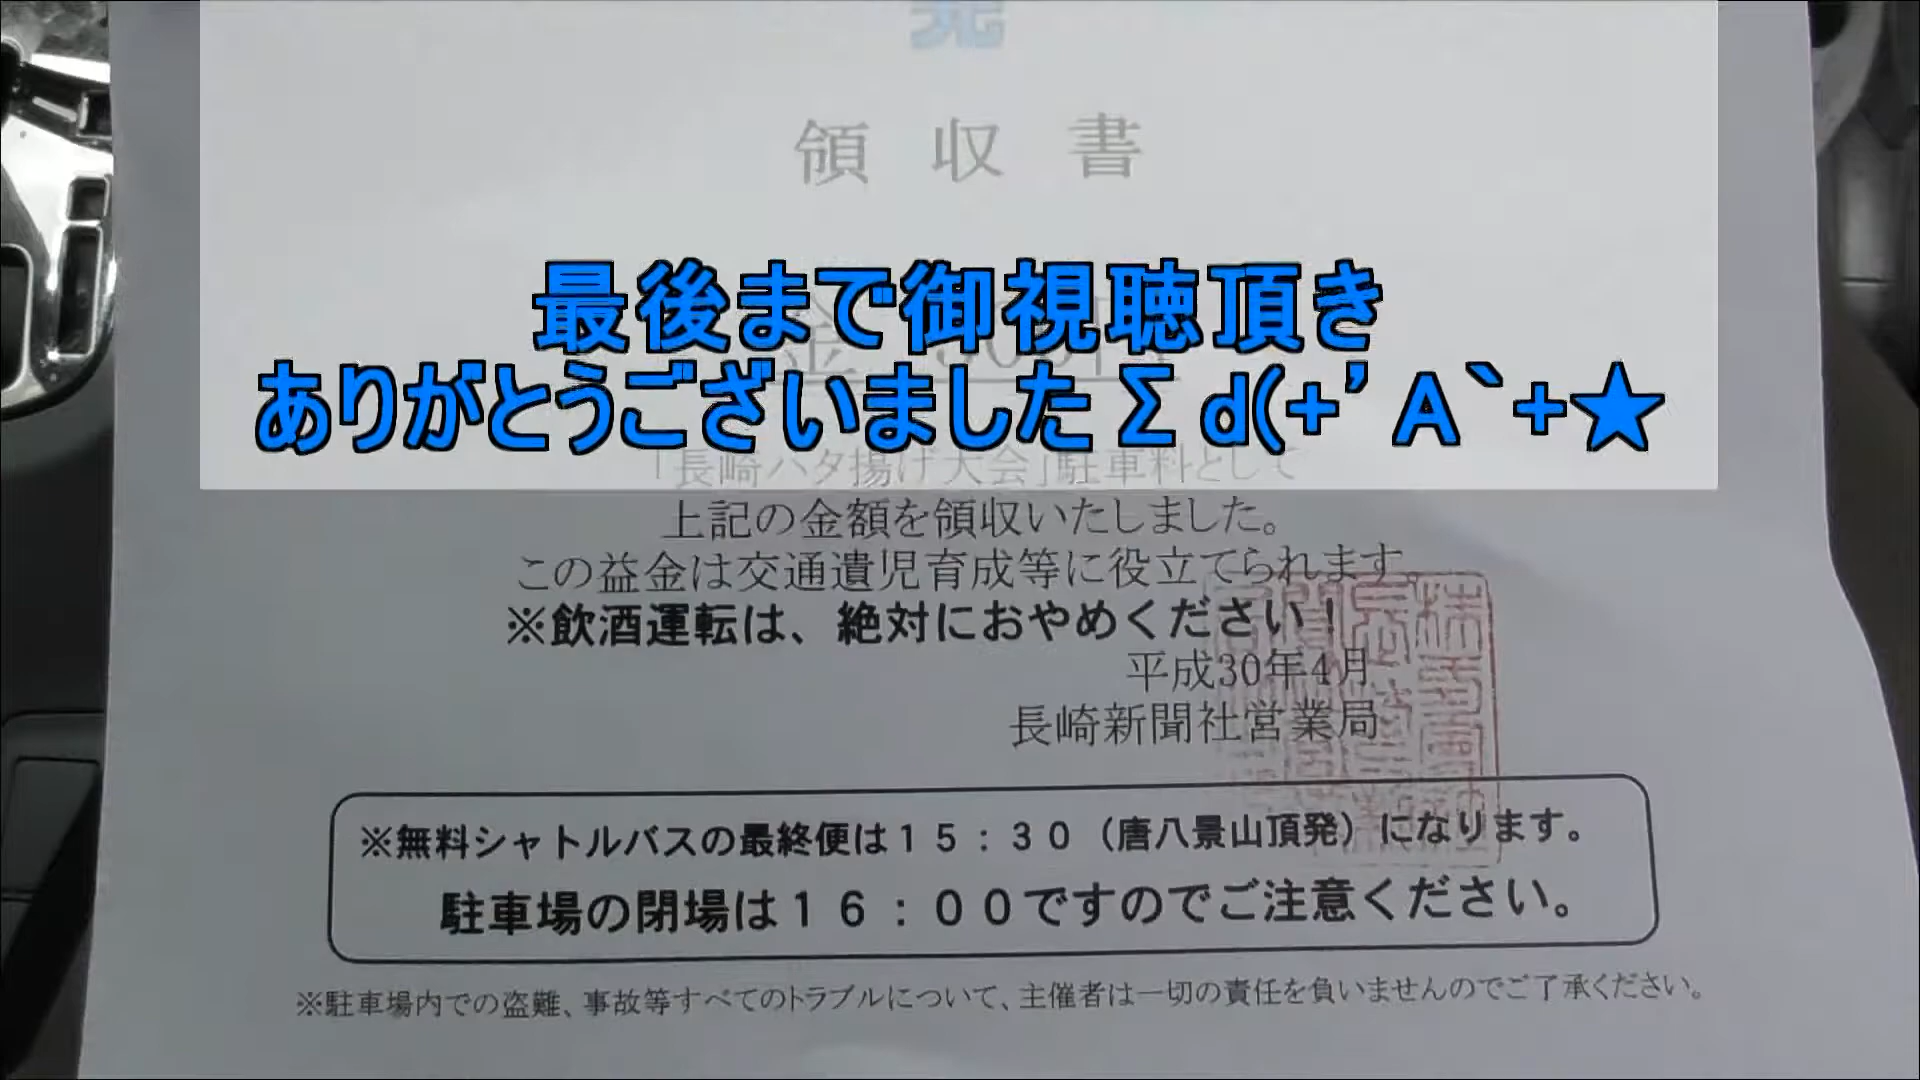 領収書
最後まで御視聴頂き
ありがとうございましたΣd(+'A`+★
「長崎ハタ揚げ大会」駐車料として
上記の金額を領収いたしました。
この益金は交通遺児育成等に役立てられます。
※飲酒運転は、絶対におやめください！
平成30年4月
長崎新聞社営業局
※無料シャトルバスの最終便は15：30（唐八景山頂発）になります。
駐車場の閉場は16：00ですのでご注意ください。
※駐車場内での盗難、事故等すべてのトラブルについて、主催者は一切の責任を負いませんのでご了承ください。